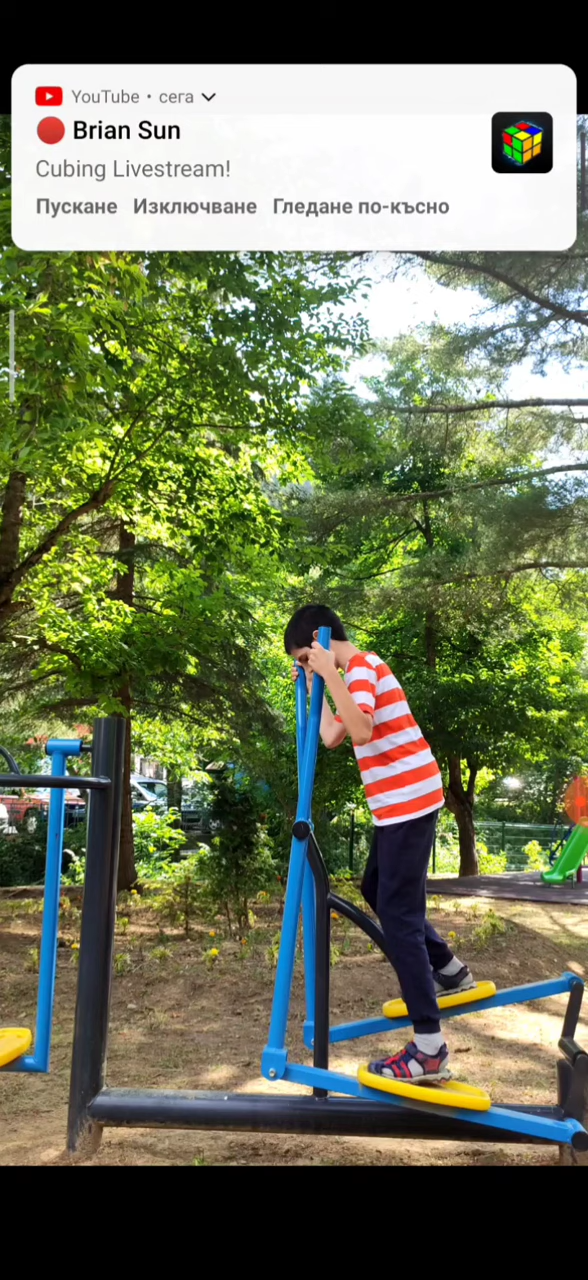 YouTube • сега
Brian Sun
Cubing Livestream!
Пускане Изключване Гледане по-късно